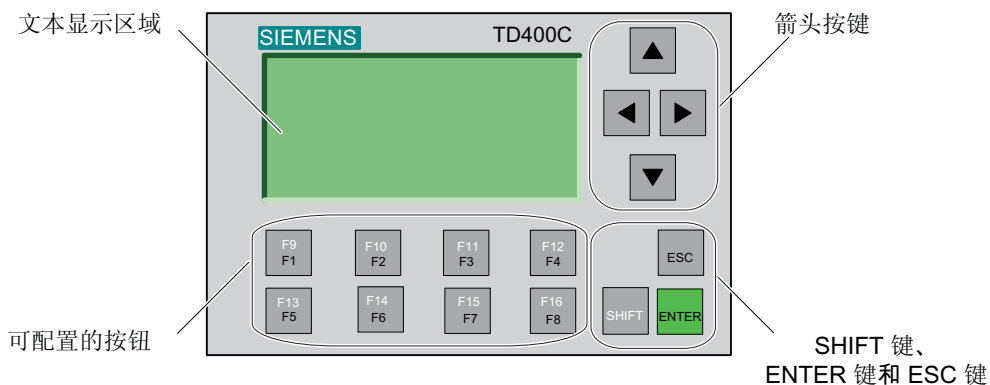 文本显示区域
SIEMENS
TD400C
箭头按键
F9
F1
F10
F2
F11
F3
F12
F4
ESC
F13
F5
F14
F6
F15
F7
F16
F8
SHIFT
ENTER
可配置的按钮
SHIFT 键、
ENTER 键和 ESC 键